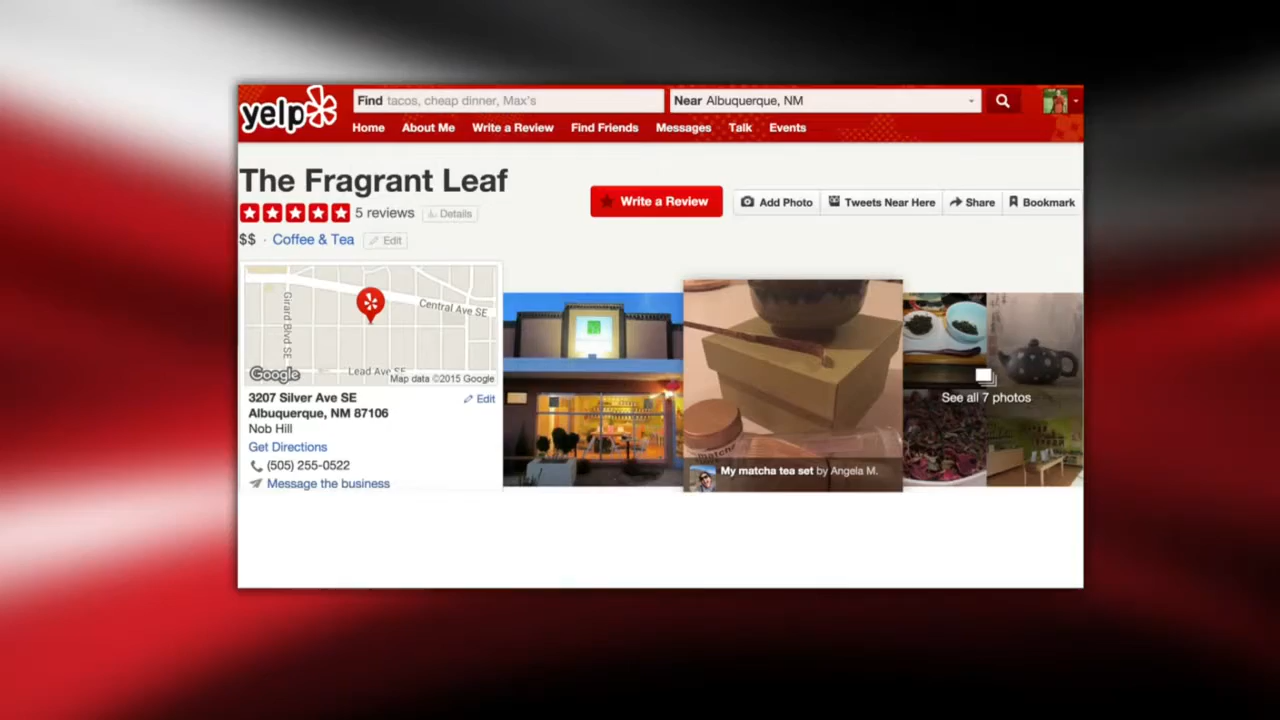 yelp
Find tacos, cheap dinner, Max's
Near Albuquerque, NM
Home About Me Write a Review Find Friends Messages Talk Events
The Fragrant Leaf
5 reviews Details
Write a Review Add Photo Tweets Near Here Share Bookmark
$$ · Coffee & Tea Edit
Girard Blvd SE
Central Ave SE
Lead Ave SE
Google
Map data ©2015 Google
3207 Silver Ave SE
Edit
Albuquerque, NM 87106
Nob Hill
Get Directions
(505) 255-0522
Message the business
matcha
My matcha tea set by Angela M.
See all 7 photos